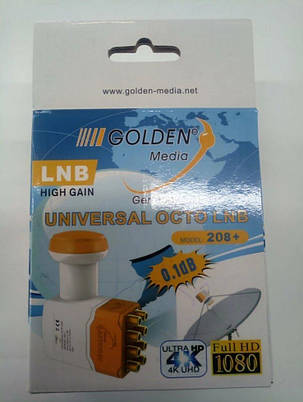 www.golden-media.net
GOLDEN
Media
LNB
HIGH GAIN
UNIVERSAL OCTO LNB
MODEL: 208+
0.1dB
ULTRA HD
4K
4K UHD
Full HD
1080